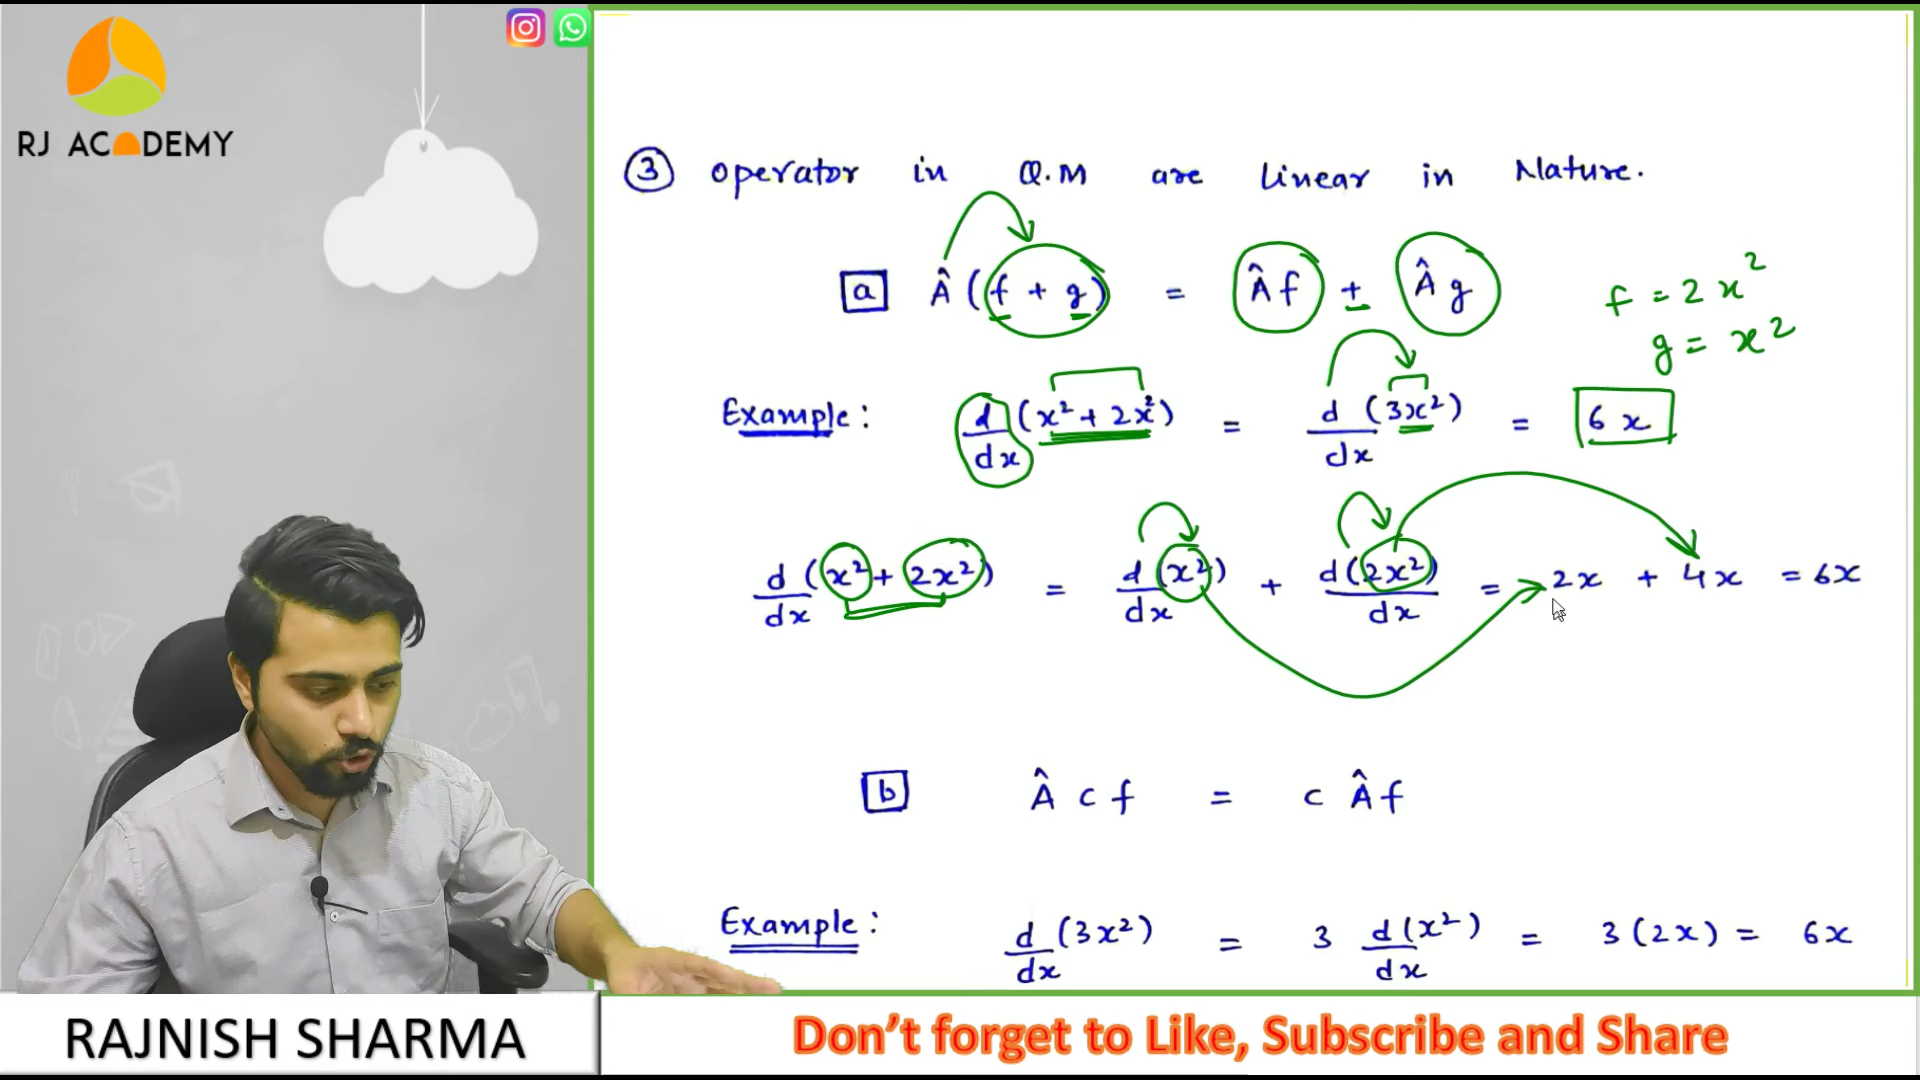 RJ ACADEMY
③ operator in Q.M are Linear in Nature.
a Â (f + g) = Âf ± Âg
f = 2x²
g = x²
Example: d/dx (x² + 2x²) = d/dx (3x²) = 6x
d/dx (x² + 2x²) = d/dx (x²) + d(2x²)/dx = 2x + 4x = 6x
b Â c f = c Â f
Example: d/dx (3x²) = 3 d(x²)/dx = 3(2x) = 6x
RAJNISH SHARMA
Don't forget to Like, Subscribe and Share